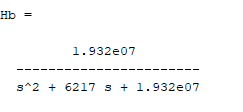 Hb =
1.932e07
-----------------------
s^2 + 6217 s + 1.932e07